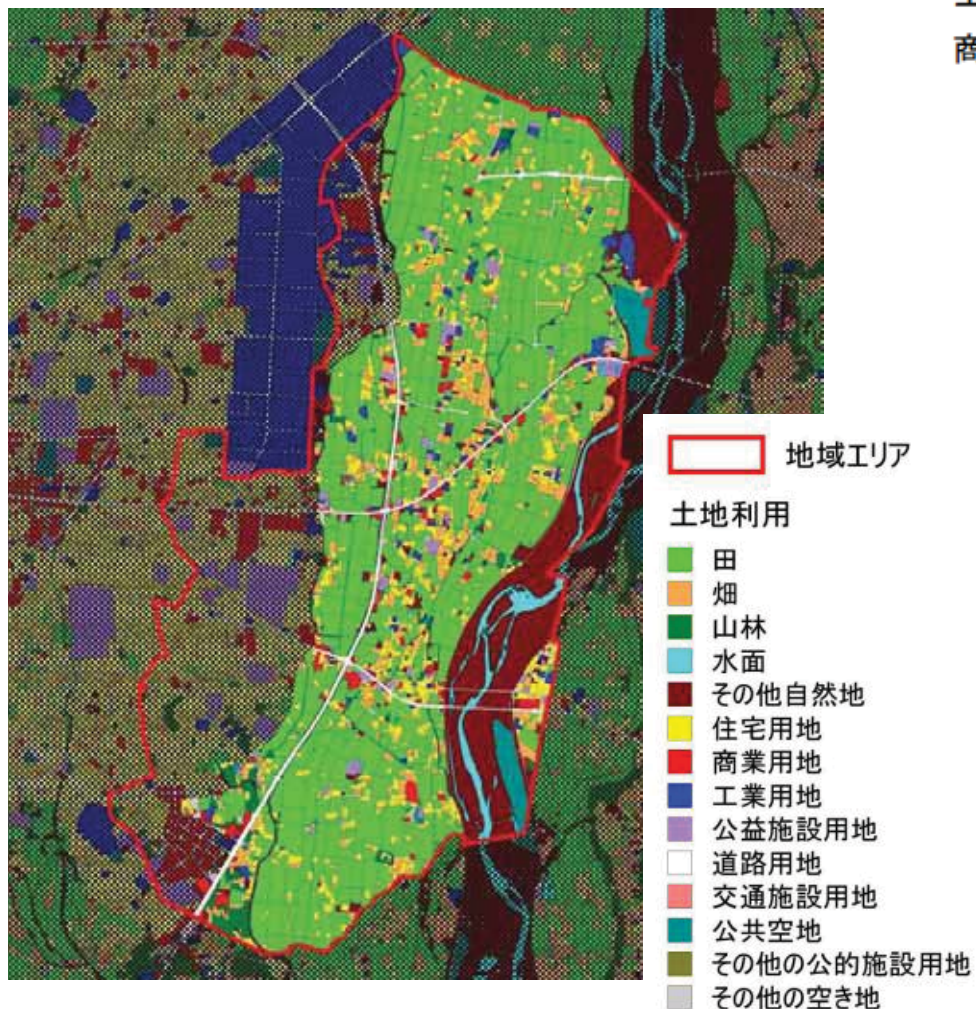 商
地域エリア
土地利用
田
畑
山林
水面
その他自然地
住宅用地
商業用地
工業用地
公益施設用地
道路用地
交通施設用地
公共空地
その他の公的施設用地
その他の空き地